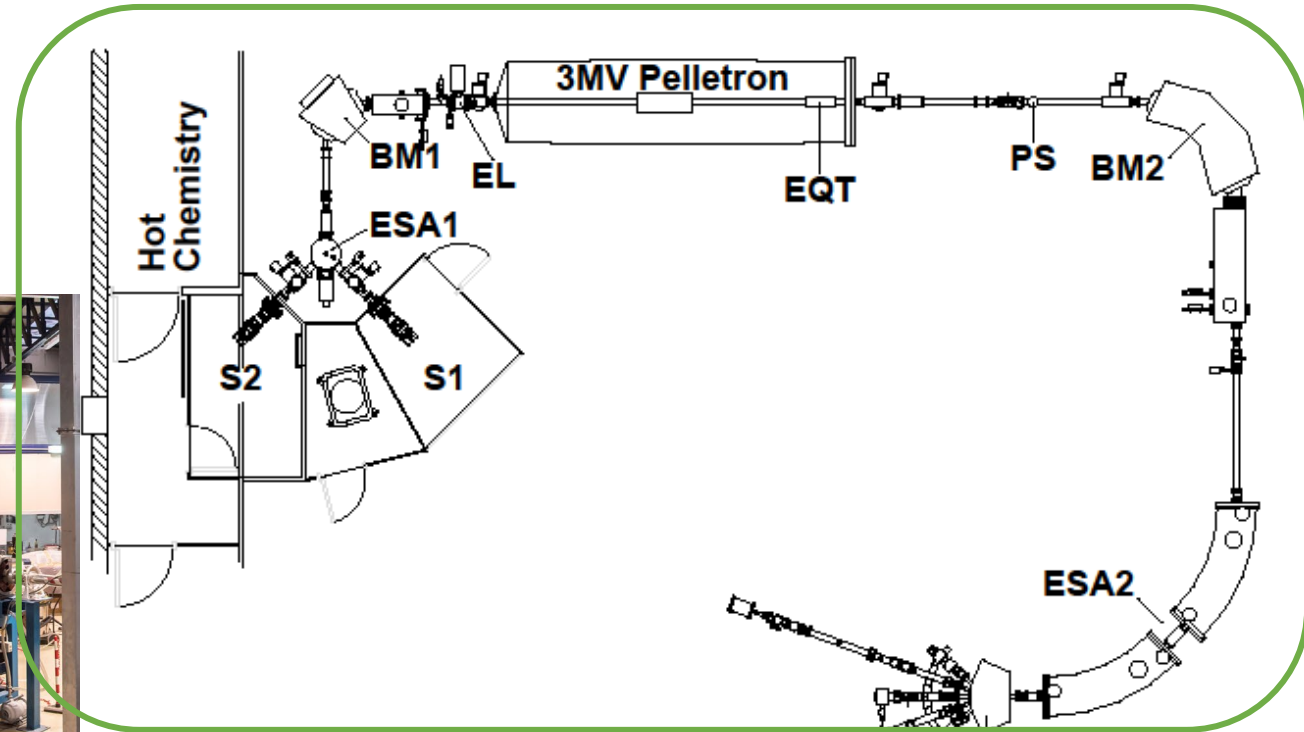 3MV Pelletron
BM1
EL
EQT
PS
BM2
Hot
Chemistry
ESA1
S2
S1
ESA2